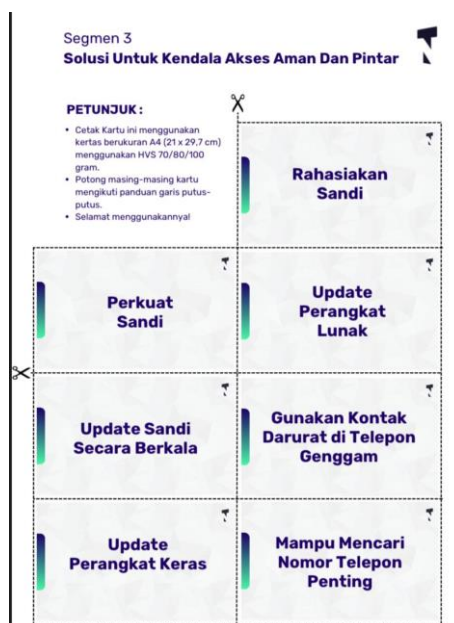 Segmen 3
Solusi Untuk Kendala Akses Aman Dan Pintar
PETUNJUK :
• Cetak Kartu ini menggunakan
kertas berukuran A4 (21 x 29,7 cm)
menggunakan HVS 70/80/100
gram.
• Potong masing-masing kartu
mengikuti panduan garis putus-
putus.
• Selamat menggunakannya!
Rahasiakan
Sandi
Perkuat
Sandi
Update
Perangkat
Lunak
Update Sandi
Secara Berkala
Gunakan Kontak
Darurat di Telepon
Genggam
Update
Perangkat Keras
Mampu Mencari
Nomor Telepon
Penting